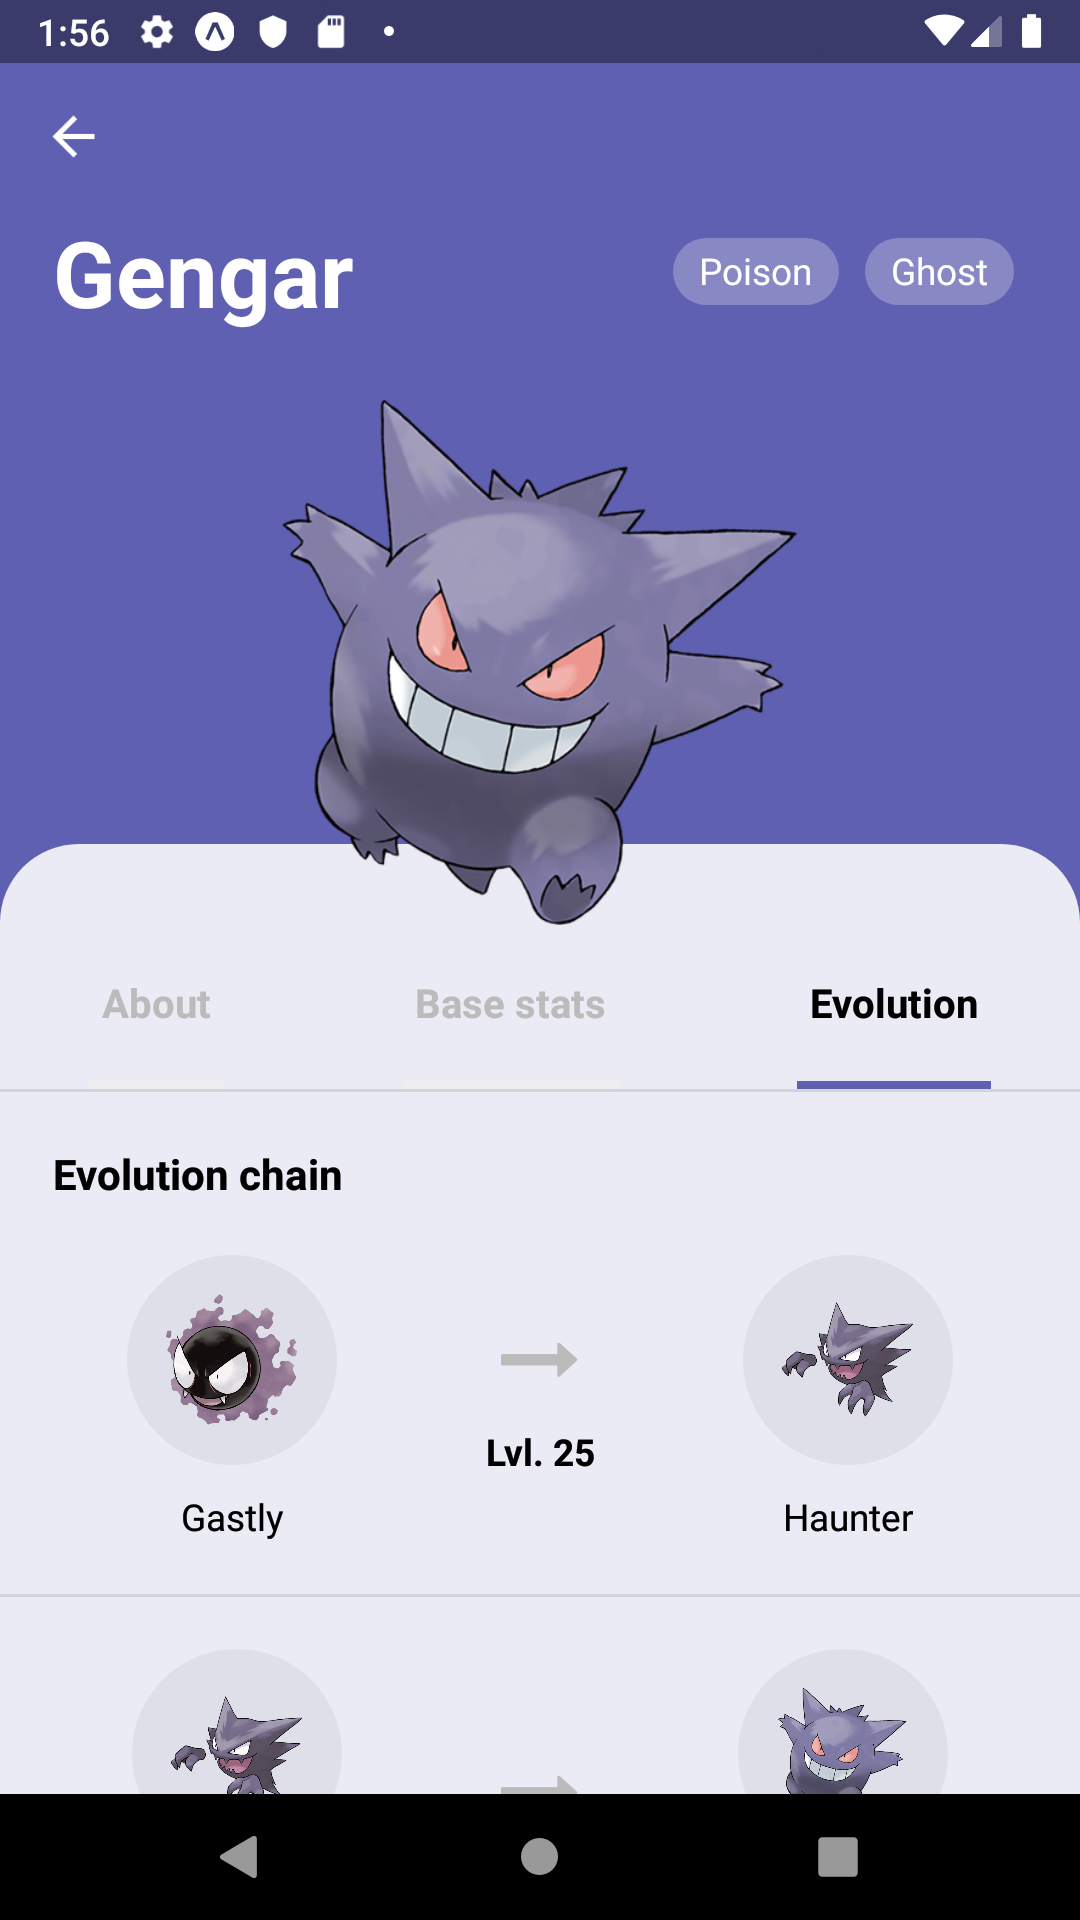 1:56
Gengar
Poison Ghost
About Base stats Evolution
Evolution chain
Lvl. 25
Gastly Haunter